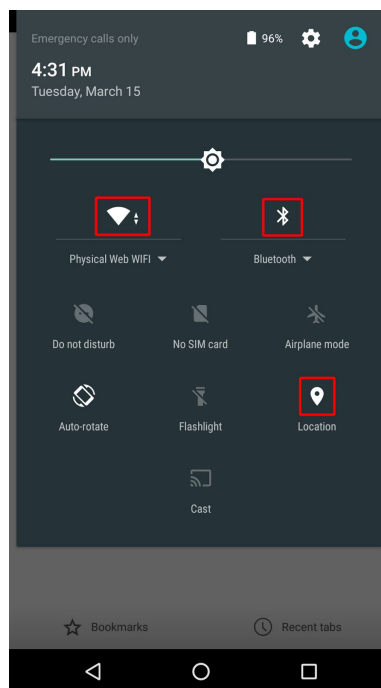 Emergency calls only 96%
4:31 PM
Tuesday, March 15
Physical Web WIFI Bluetooth
Do not disturb No SIM card Airplane mode
Auto-rotate Flashlight Location
Cast
Bookmarks Recent tabs